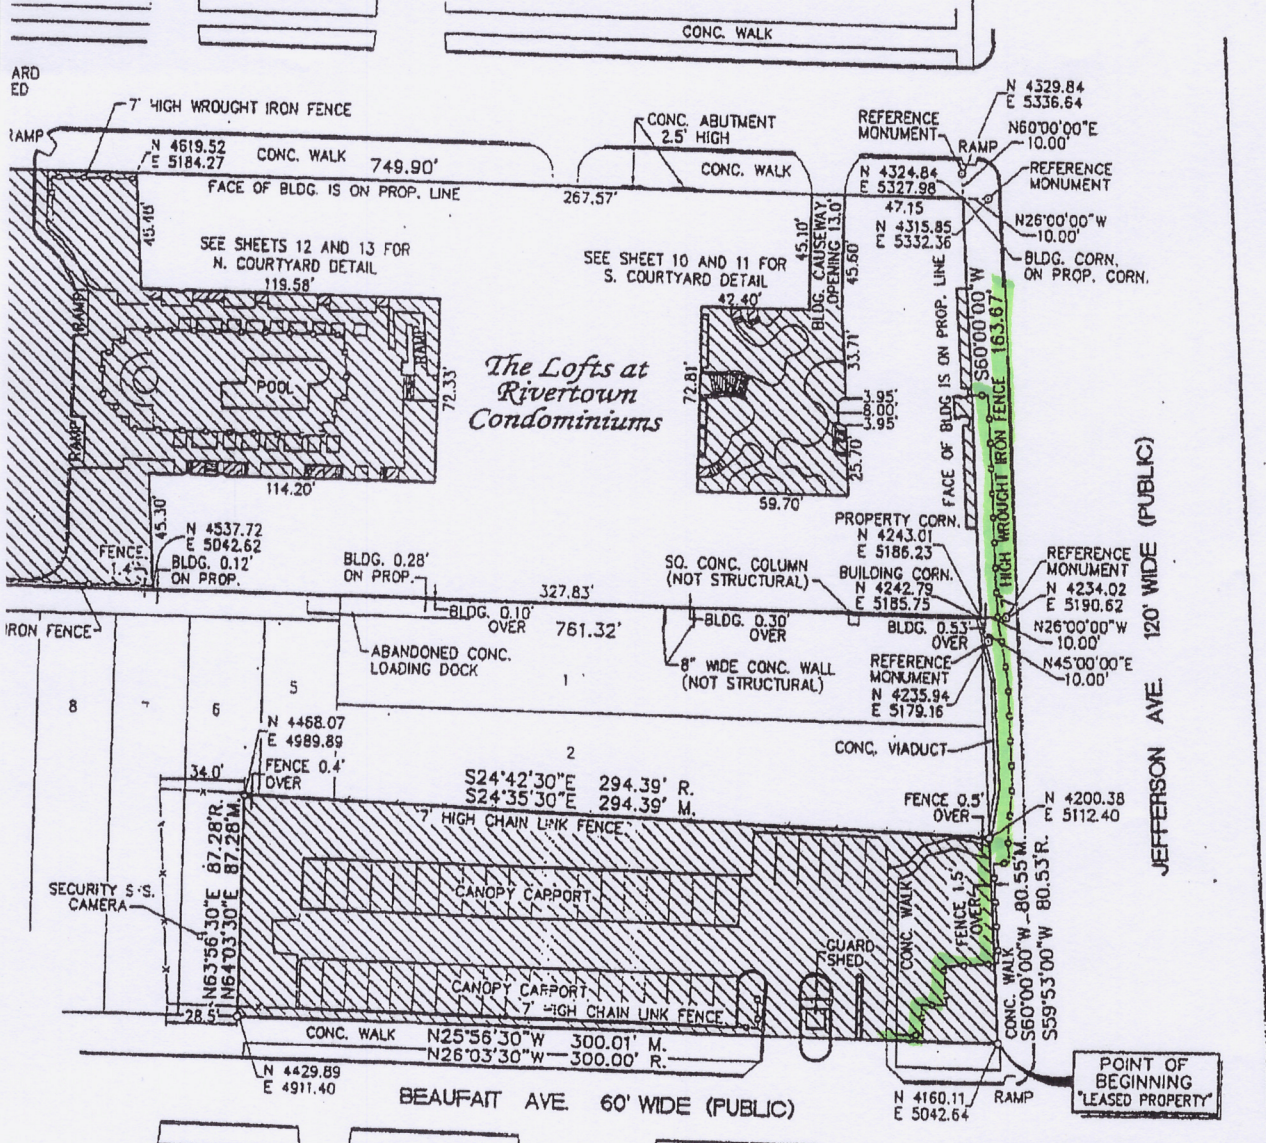 CONC. WALK
ARD
ED
7' HIGH WROUGHT IRON FENCE
RAMP
N 4619.52
E 5184.27
CONC. WALK
749.90'
FACE OF BLDG. IS ON PROP. LINE
267.57'
CONC. ABUTMENT
2.5' HIGH
CONC. WALK
REFERENCE
MONUMENT
RAMP
N 4329.84
E 5336.64
N60°00'00"E
10.00'
REFERENCE
MONUMENT
N 4324.84
E 5327.98
47.15
N 4315.85
E 5332.36
N26°00'00"W
10.00'
BLDG. CORN.
ON PROP. CORN.
SEE SHEETS 12 AND 13 FOR
N. COURTYARD DETAIL
119.58'
SEE SHEET 10 AND 11 FOR
S. COURTYARD DETAIL
42.40'
45.10'
BLDG. CAUSEWAY
OPENING 13.0'
45.60'
RAMP
RAMP
RAMP
POOL
72.33'
114.20'
45.30'
The Lofts at
Rivertown
Condominiums
72.81'
33.71'
3.95'
8.00'
3.95'
25.70'
59.70'
FACE OF BLDG IS ON PROP. LINE
S60°00'00"W
163.67'
HIGH WROUGHT IRON FENCE
JEFFERSON AVE. 120' WIDE (PUBLIC)
N 4537.72
E 5042.62
BLDG. 0.12'
ON PROP.
FENCE
BLDG. 0.28'
ON PROP.
327.83'
BLDG. 0.10'
OVER
761.32'
SQ. CONC. COLUMN
(NOT STRUCTURAL)
PROPERTY CORN.
N 4243.01
E 5186.23
BUILDING CORN.
N 4242.79
E 5185.75
BLDG. 0.53'
OVER
REFERENCE
MONUMENT
N 4234.02
E 5190.62
N26°00'00"W
10.00'
N45°00'00"E
10.00'
REFERENCE
MONUMENT
N 4235.94
E 5179.16
BLDG. 0.30'
OVER
8" WIDE CONC. WALL
(NOT STRUCTURAL)
IRON FENCE
ABANDONED CONC.
LOADING DOCK
8
7
6
5
1
2
N 4468.07
E 4989.89
FENCE 0.4'
OVER
34.0'
S24°42'30"E 294.39' R.
S24°35'30"E 294.39' M.
7' HIGH CHAIN LINK FENCE
CONC. VIADUCT
FENCE 0.5'
OVER
N 4200.38
E 5112.40
SECURITY S.S.
CAMERA
N63°56'30"E 87.28'R.
N64°03'30"E 87.28'M.
CANOPY CARPORT
CANOPY CARPORT
7' HIGH CHAIN LINK FENCE
GUARD
SHED
CONC. WALK
FENCE 1.5'
OVER
CONC. WALK
S60°00'00"W 80.55'M.
S59°53'00"W 80.53'R.
28.5'
CONC. WALK
N25°56'30"W 300.01' M.
N26°03'30"W 300.00' R.
N 4429.89
E 4911.40
BEAUFAIT AVE. 60' WIDE (PUBLIC)
N 4160.11
E 5042.64
RAMP
POINT OF
BEGINNING
"LEASED PROPERTY"